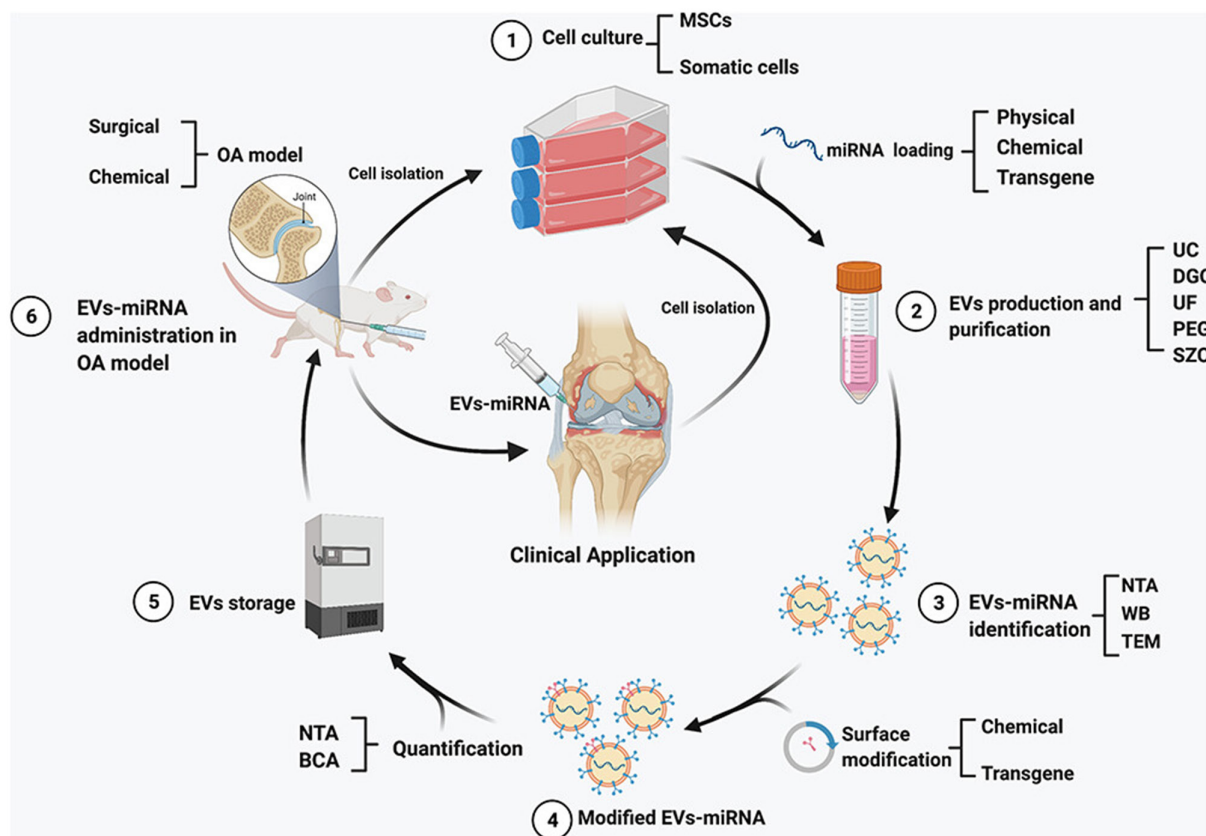 1
Cell culture
MSCs
Somatic cells
miRNA loading
Physical
Chemical
Transgene
2
EVs production and
purification
UC
DGC
UF
PEG
SZC
3
EVs-miRNA
identification
NTA
WB
TEM
Surface
modification
Chemical
Transgene
4
Modified EVs-miRNA
Quantification
NTA
BCA
5
EVs storage
6
EVs-miRNA
administration in
OA model
Surgical
Chemical
OA model
Joint
Cell isolation
Cell isolation
EVs-miRNA
Clinical Application